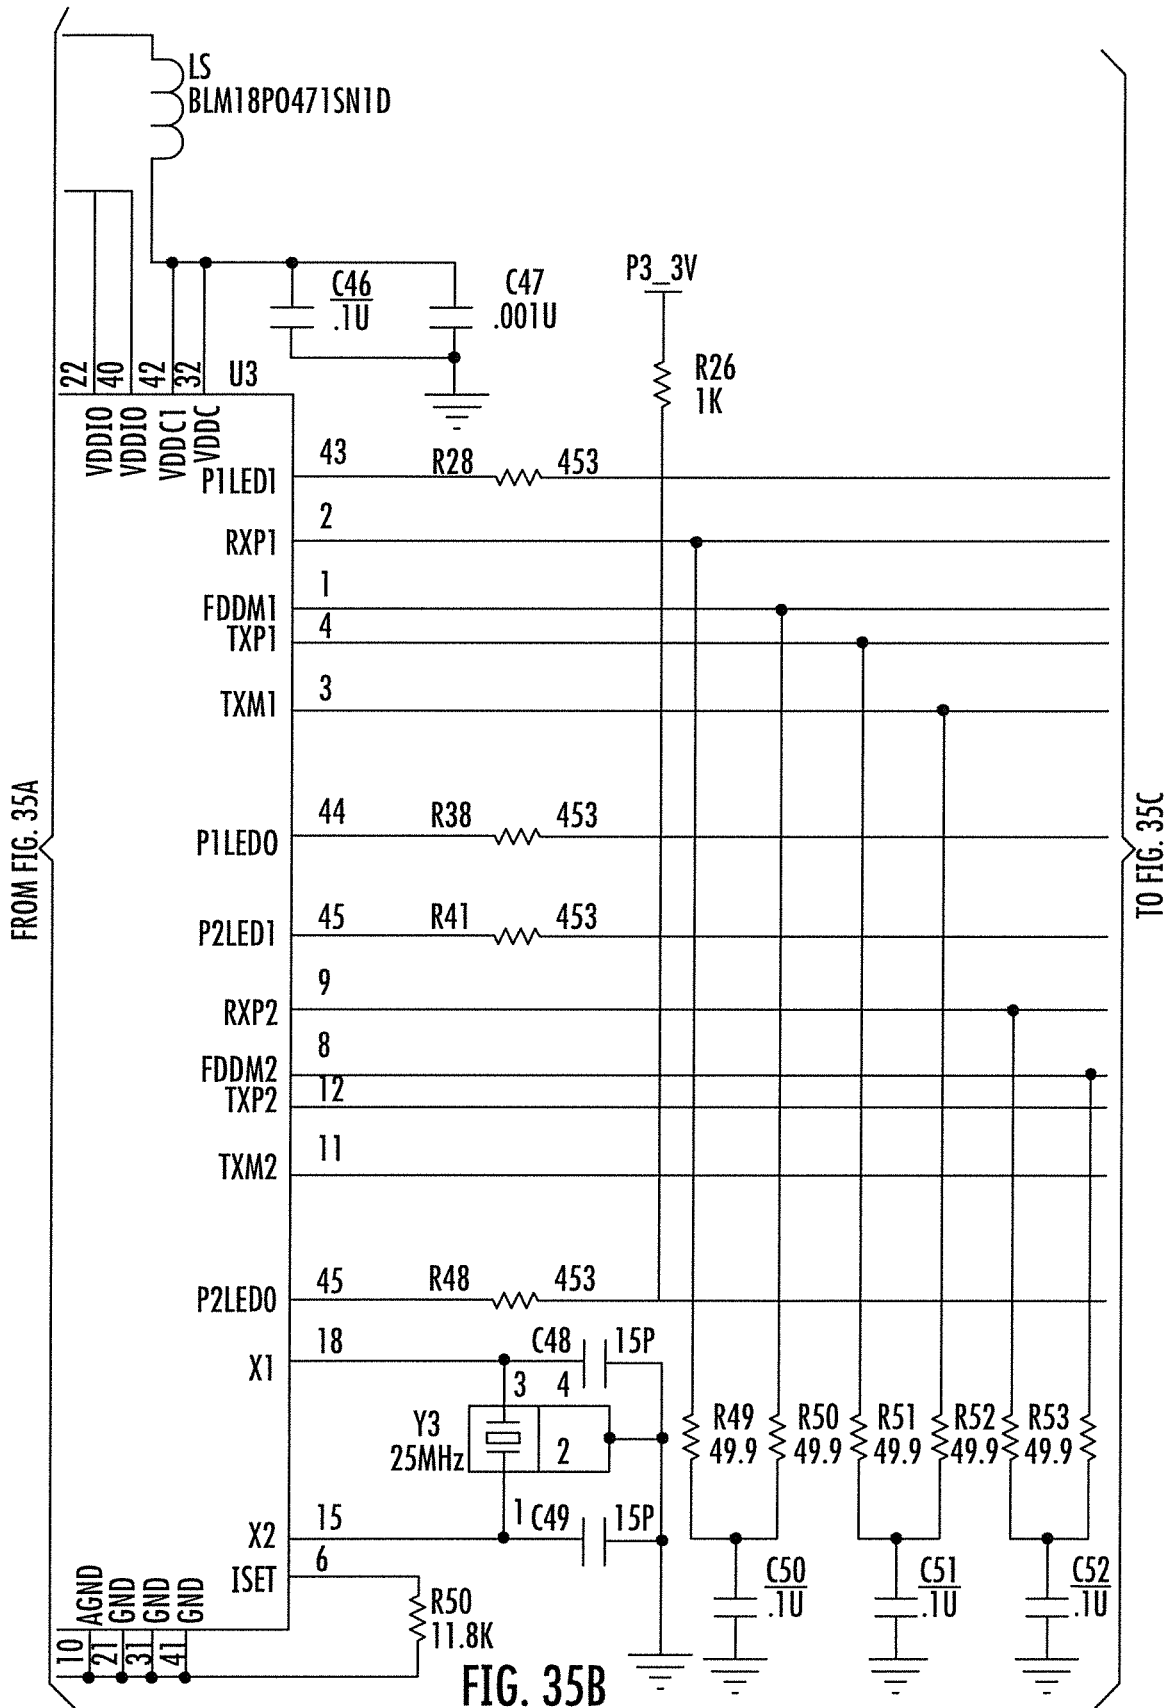 LS
BLM18PO471SN1D
C46
.1U
C47
.001U
P3_3V
R26
1K
22
40
42
32
U3
VDDIO
VDDIO
VDDC1
VDDC
P1LED1
43
R28
453
RXP1
2
FDDM1
1
TXP1
4
TXM1
3
P1LED0
44
R38
453
P2LED1
45
R41
453
RXP2
9
FDDM2
8
TXP2
12
TXM2
11
P2LED0
45
R48
453
X1
18
C48
15P
3
4
Y3
25MHz
2
1
C49
15P
X2
15
ISET
6
R50
11.8K
AGND
GND
GND
GND
10
21
31
41
R49
49.9
R50
49.9
R51
49.9
R52
49.9
R53
49.9
C50
.1U
C51
.1U
C52
.1U
FROM FIG. 35A
TO FIG. 35C
FIG. 35B